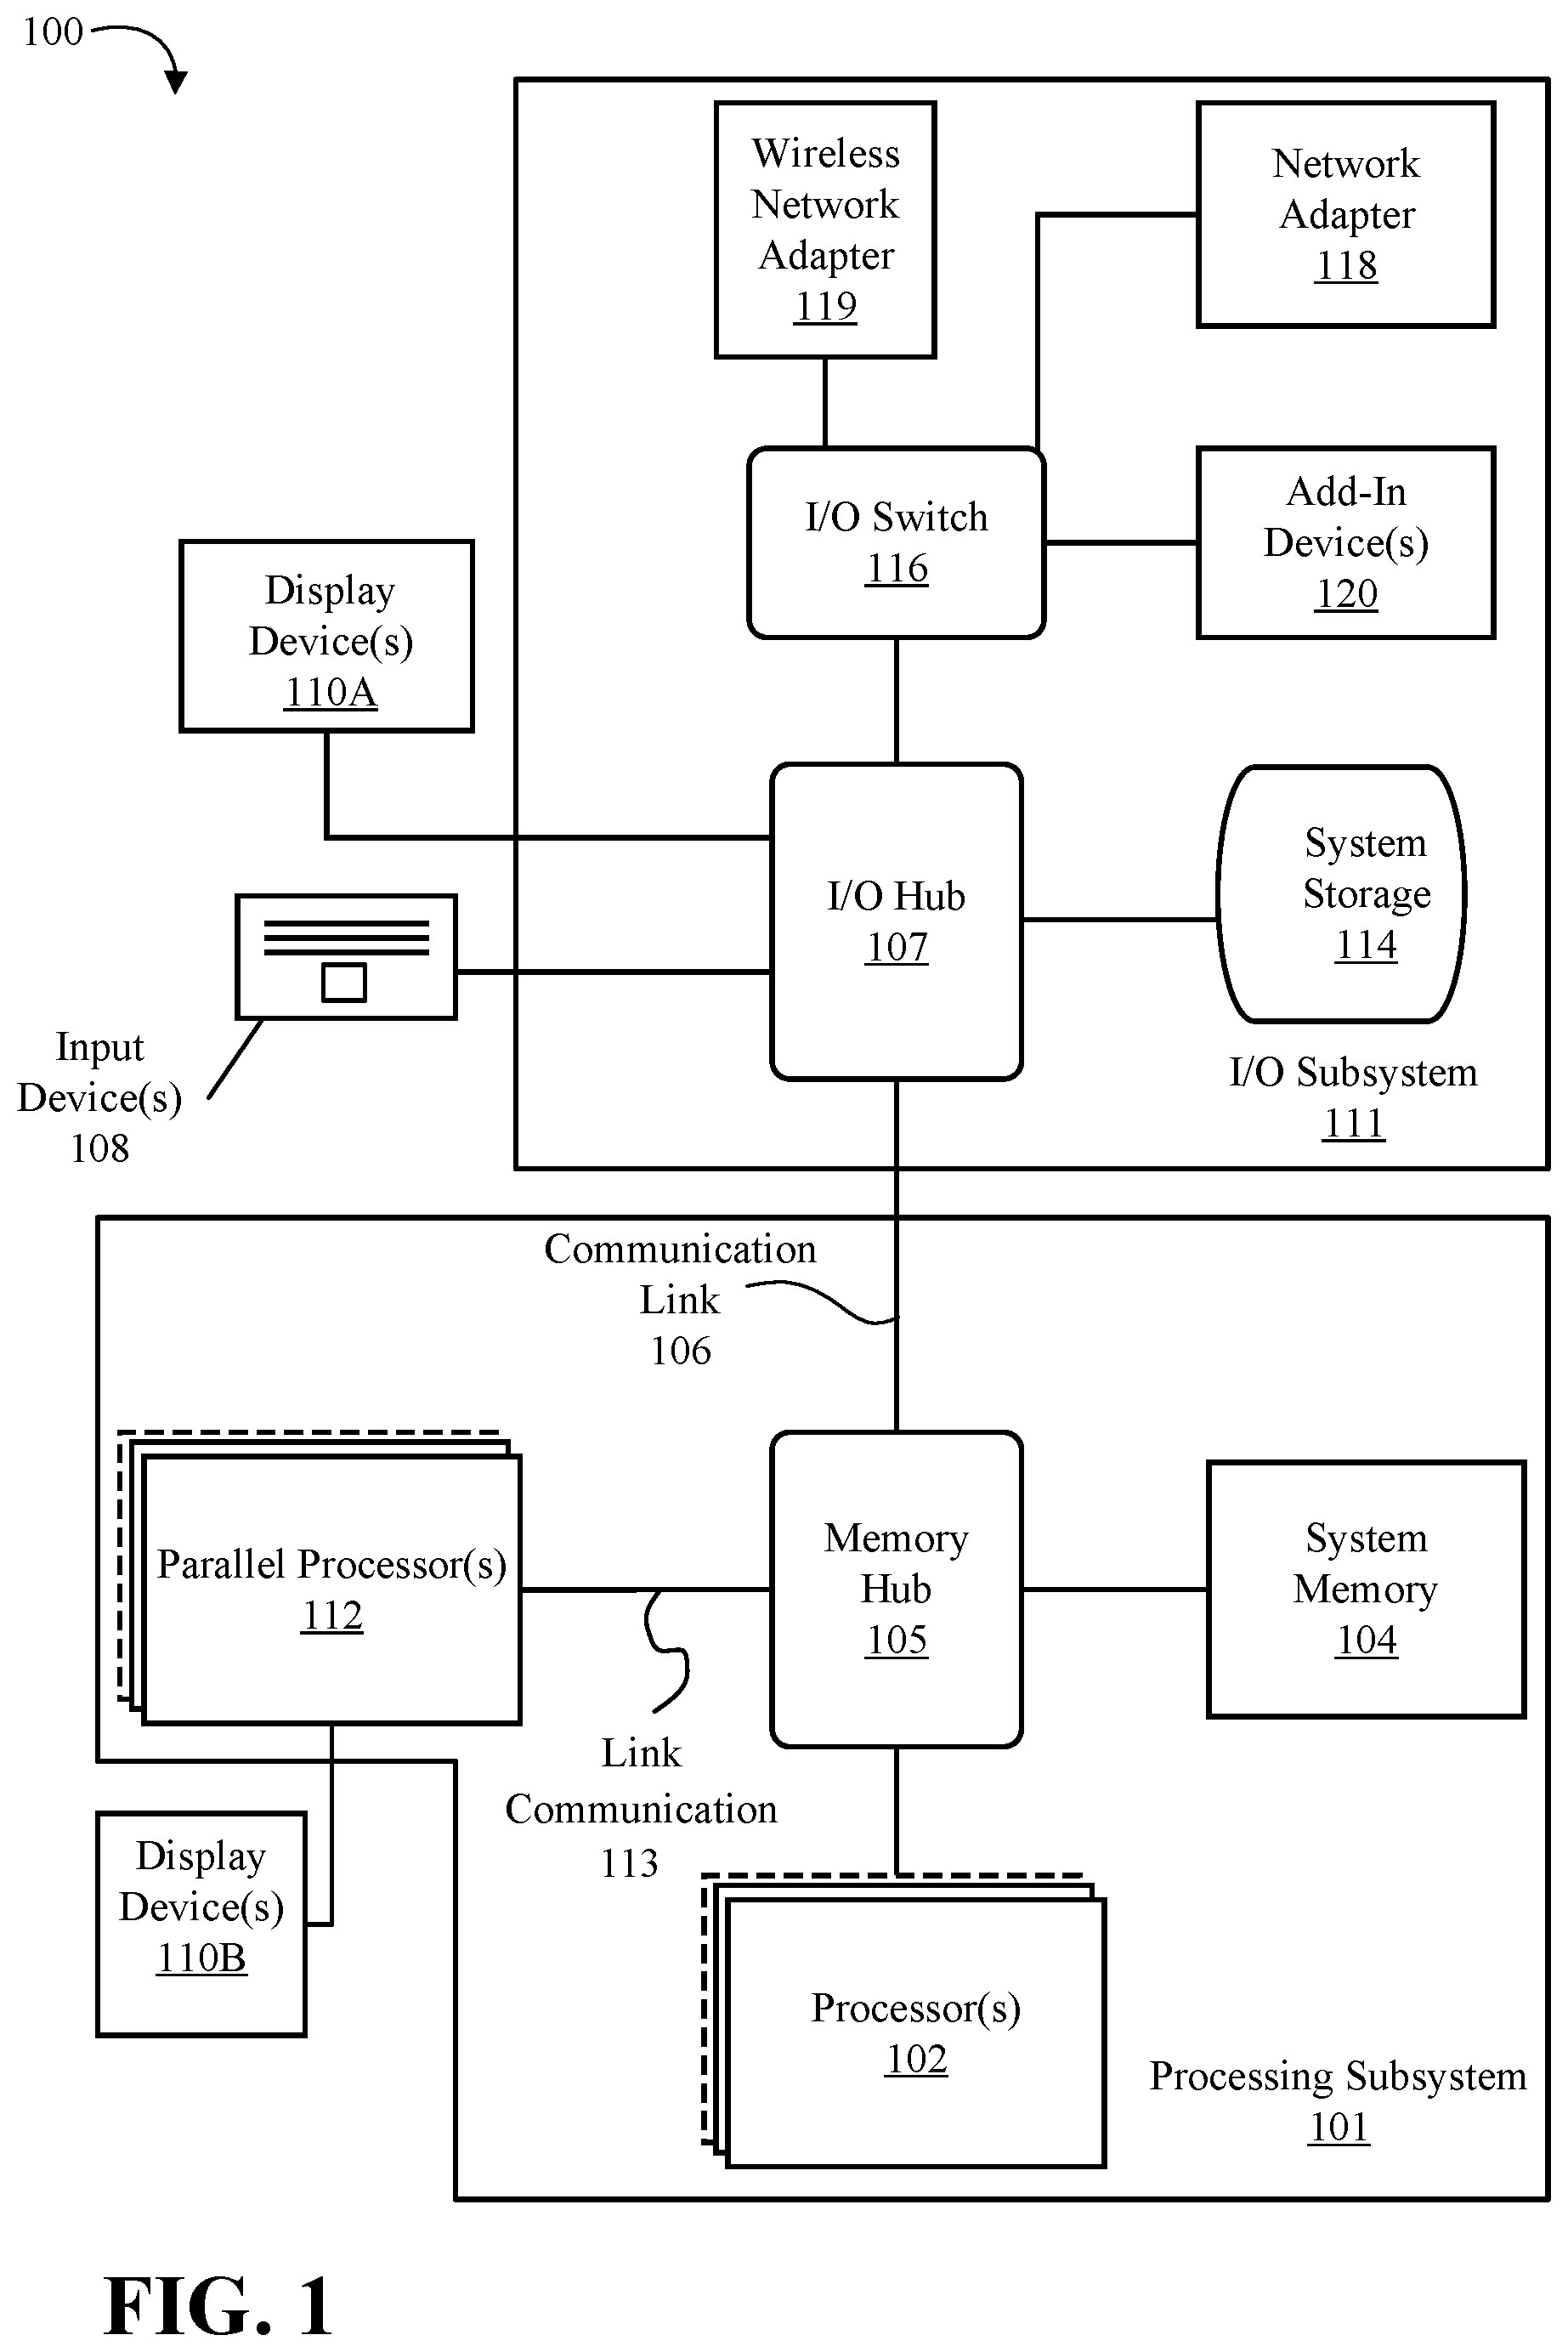 100
Wireless
Network
Adapter
119
Network
Adapter
118
I/O Switch
116
Add-In
Device(s)
120
Display
Device(s)
110A
I/O Hub
107
System
Storage
114
Input
Device(s)
108
I/O Subsystem
111
Communication
Link
106
Parallel Processor(s)
112
Memory
Hub
105
System
Memory
104
Link
Communication
113
Display
Device(s)
110B
Processor(s)
102
Processing Subsystem
101
FIG. 1